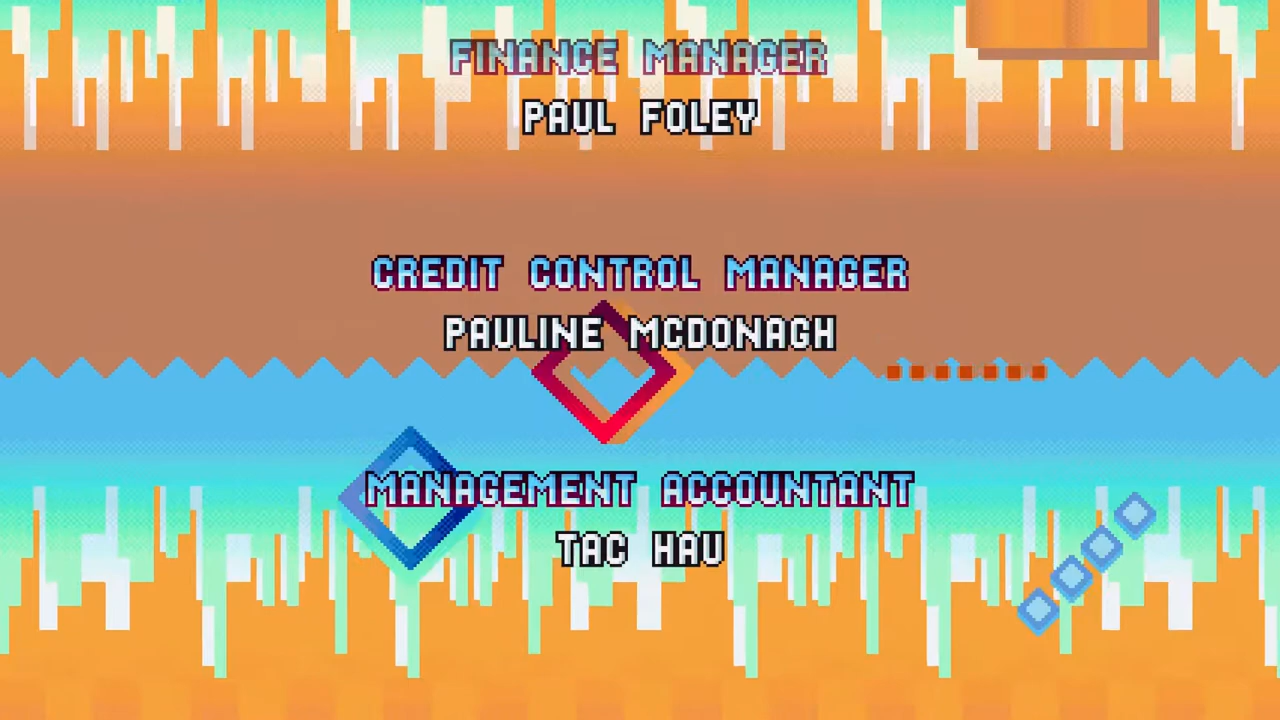 FINANCE MANAGER
PAUL FOLEY
CREDIT CONTROL MANAGER
PAULINE MCDONAGH
MANAGEMENT ACCOUNTANT
TAC HAU